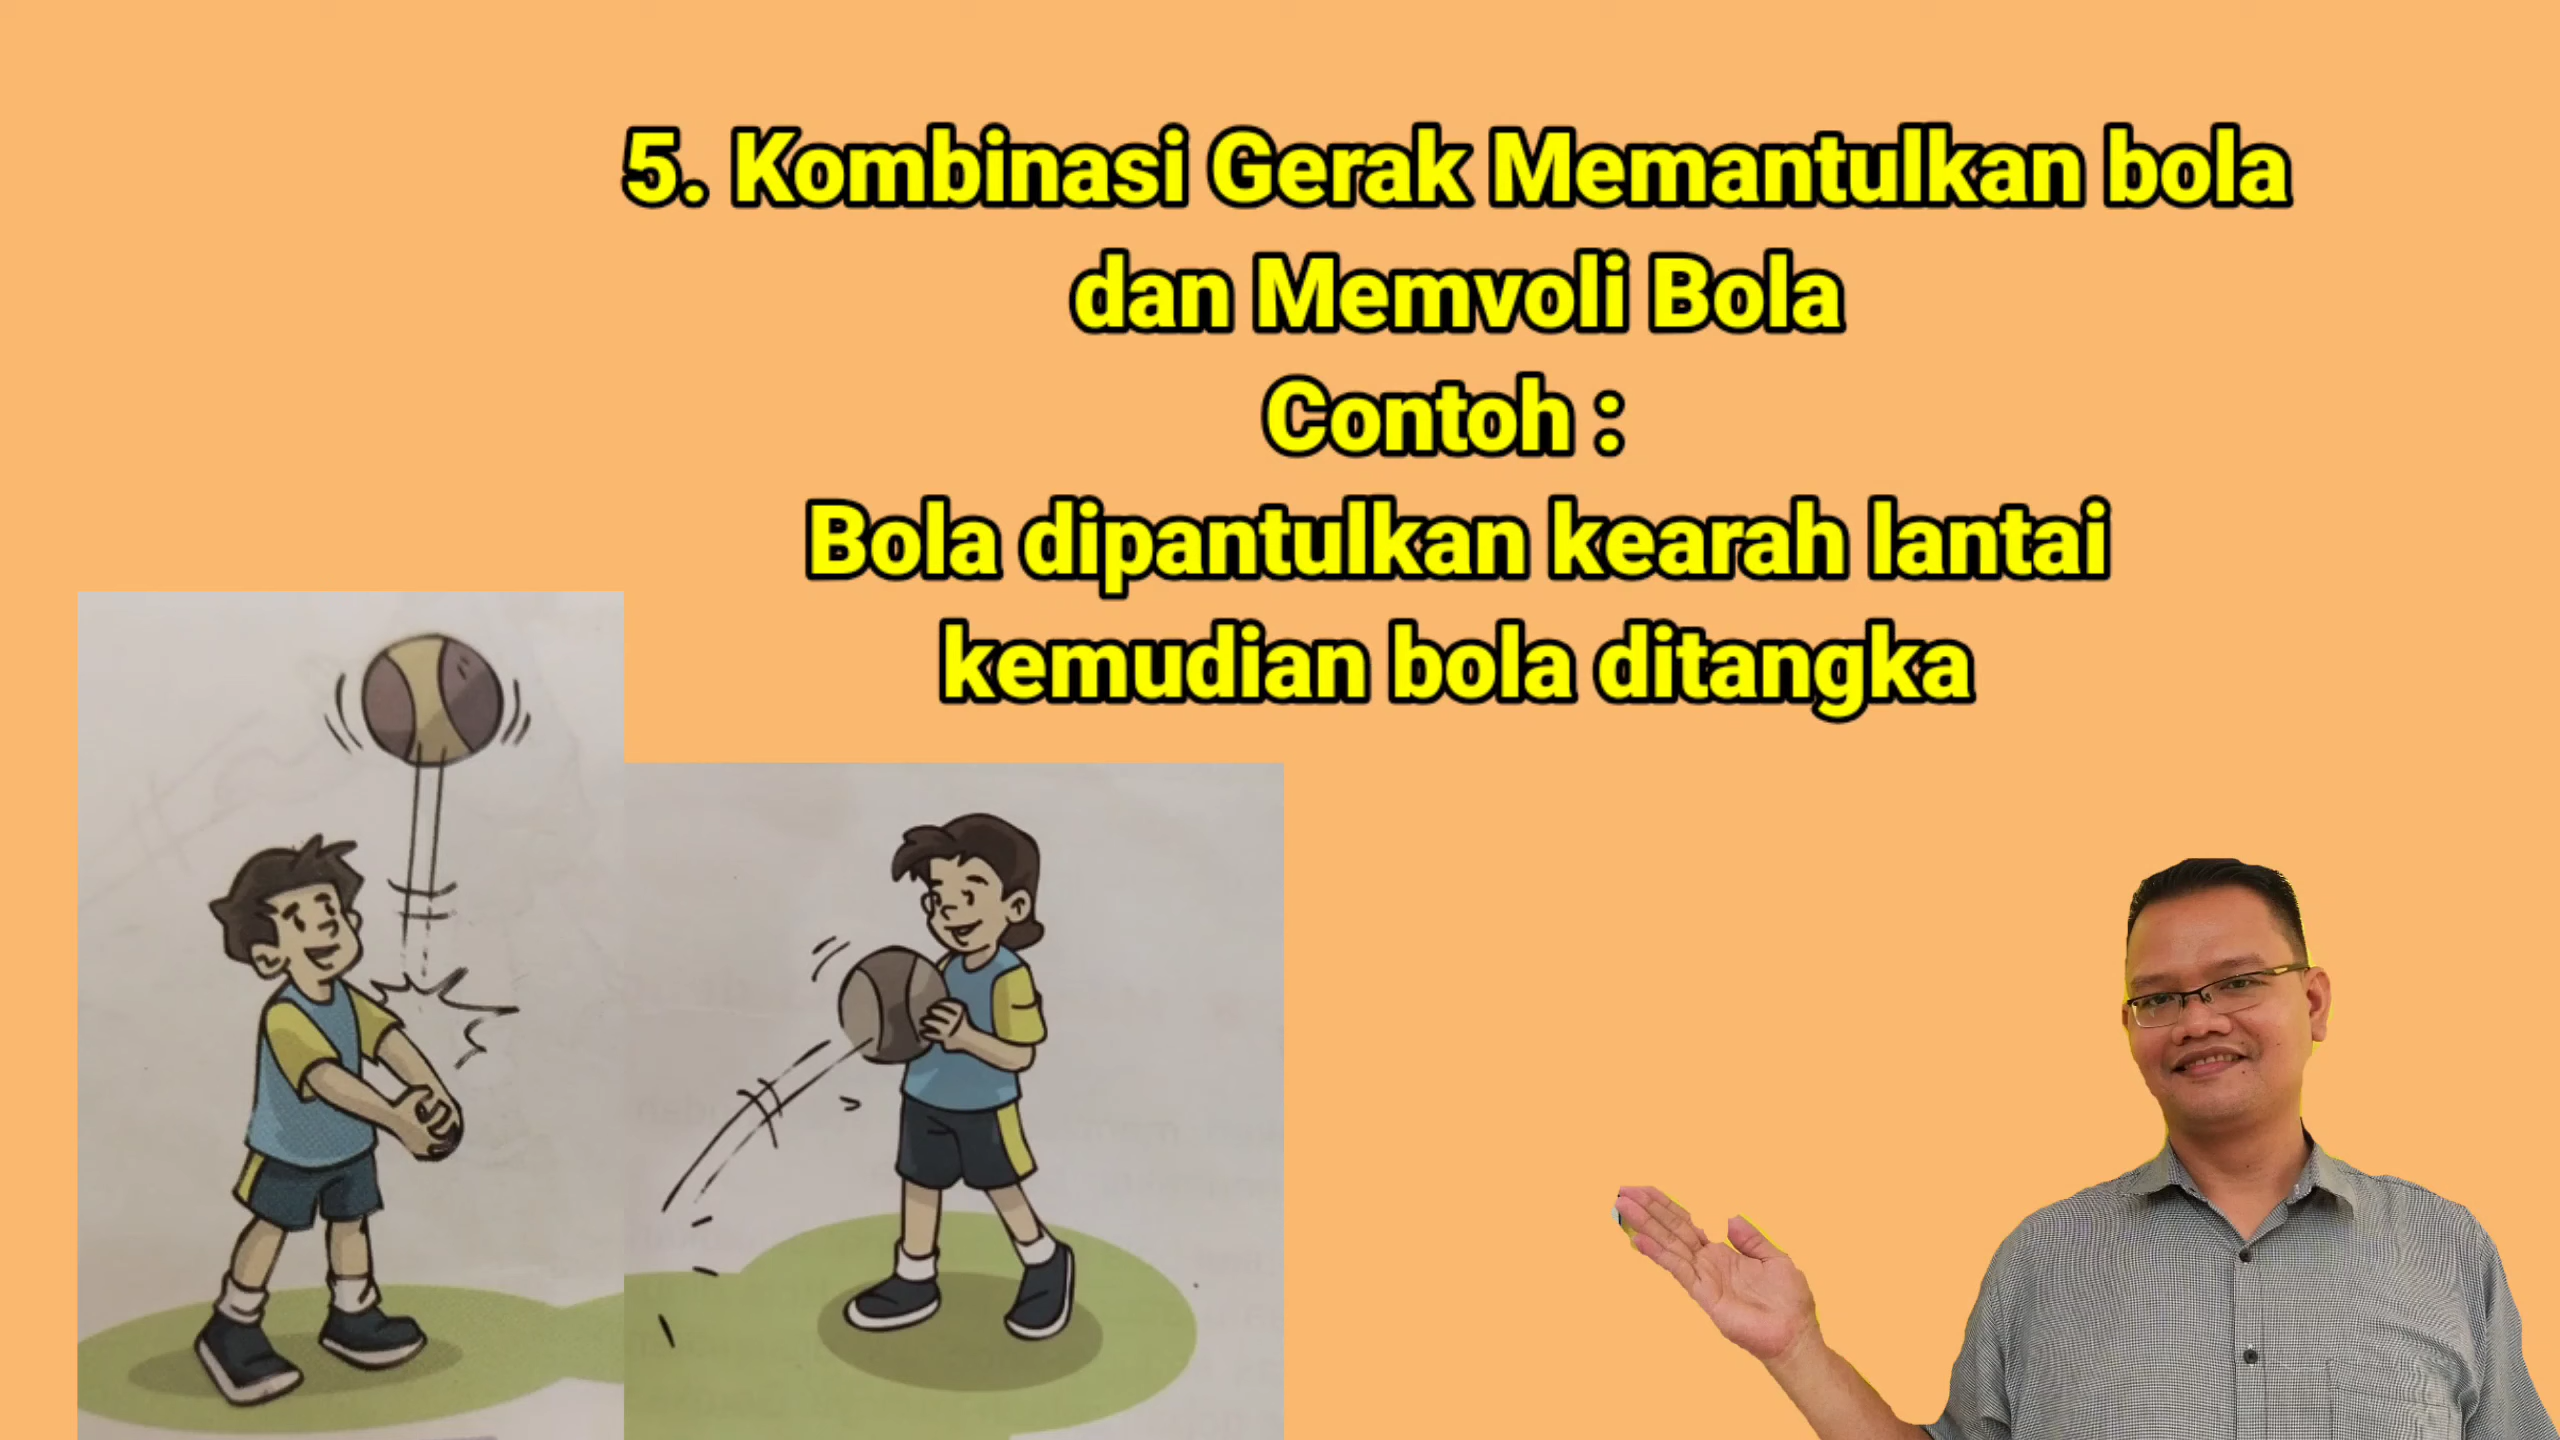 5. Kombinasi Gerak Memantulkan bola
dan Memvoli Bola
Contoh :
Bola dipantulkan kearah lantai
kemudian bola ditangka